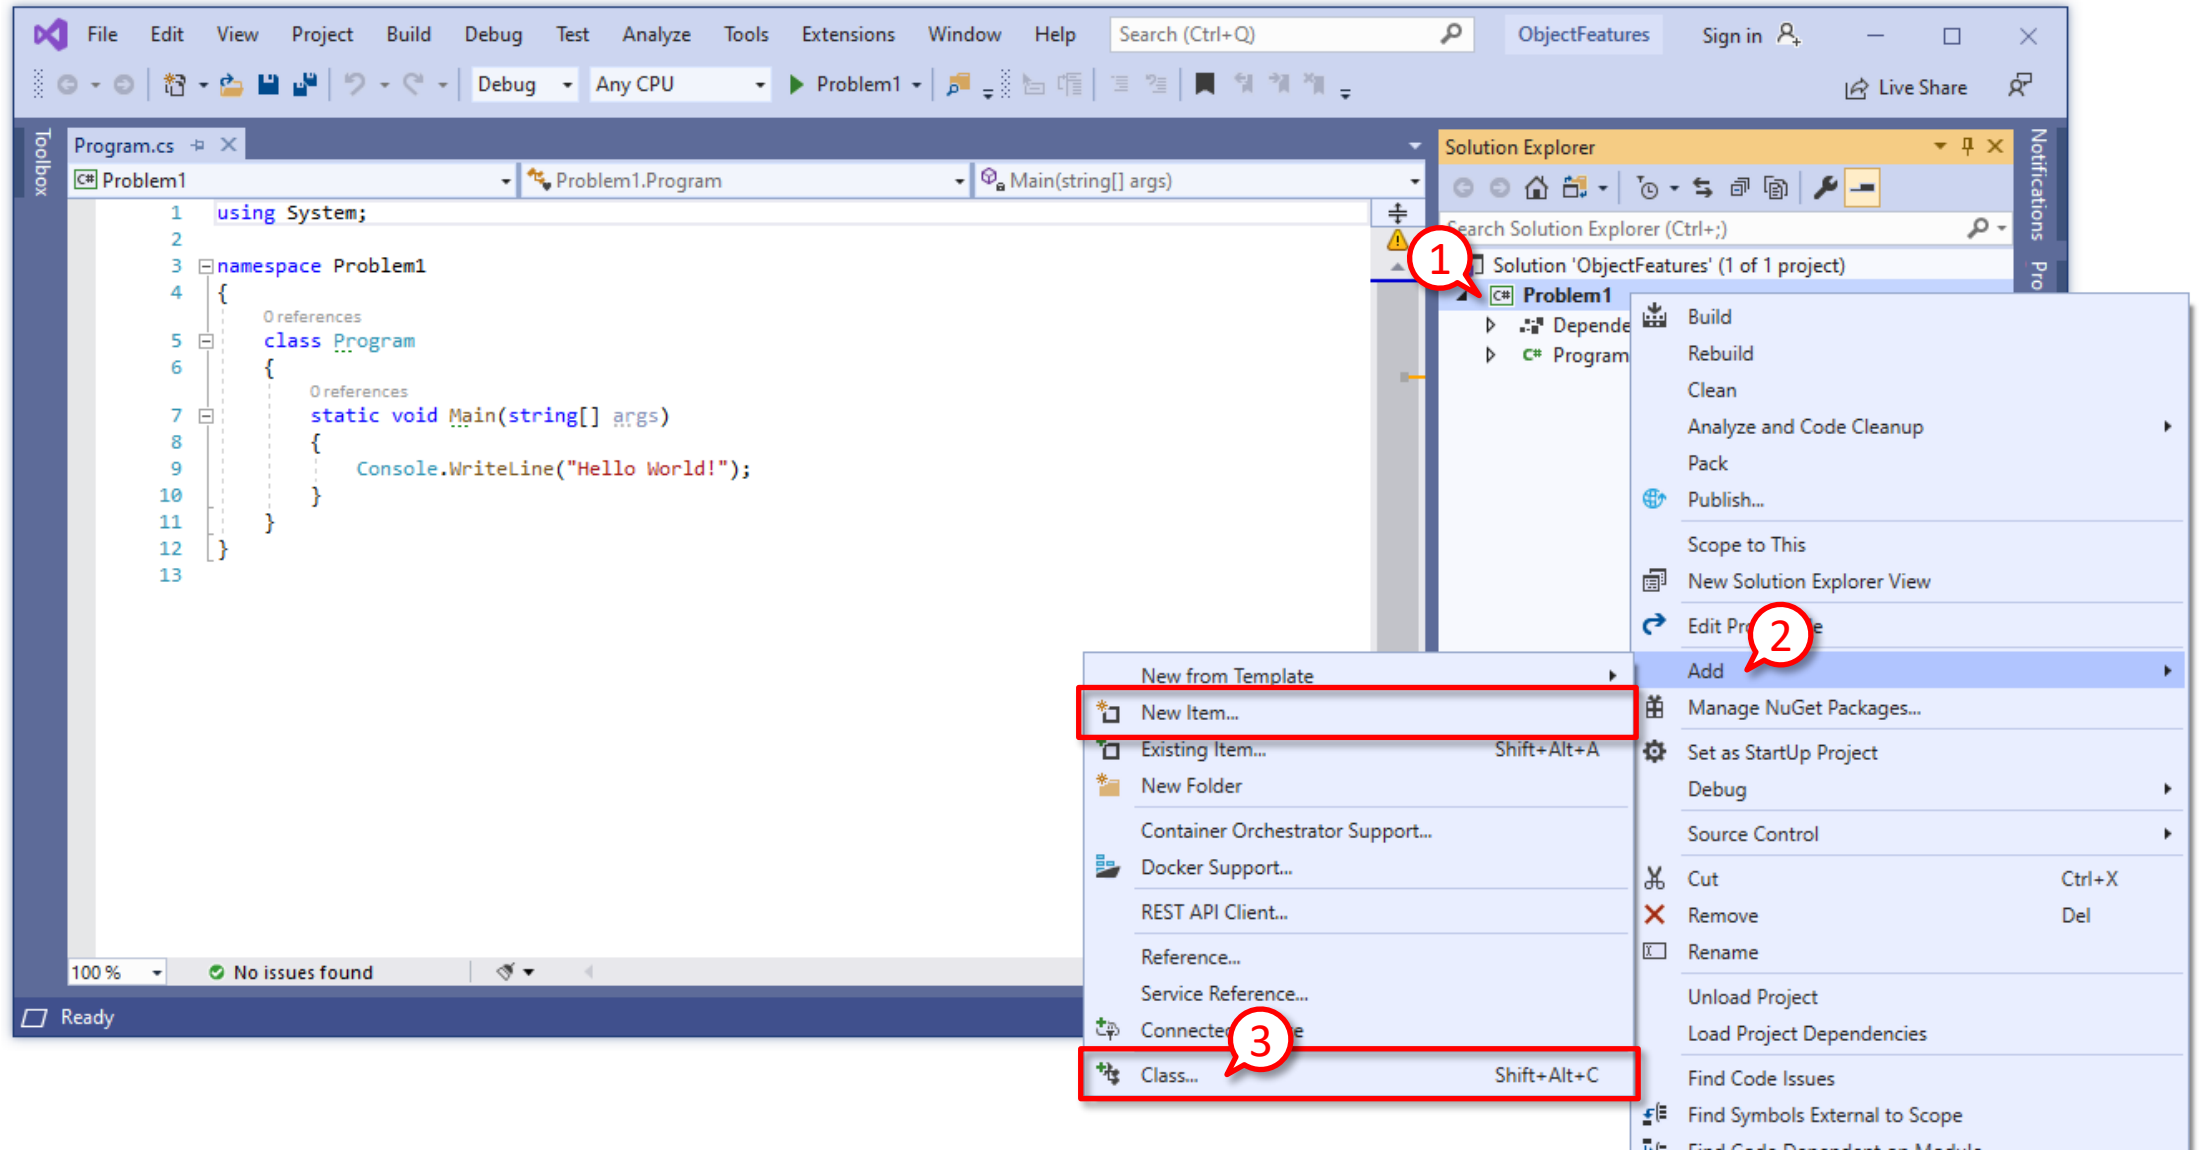 File Edit View Project Build Debug Test Analyze Tools Extensions Window Help Search (Ctrl+Q) ObjectFeatures Sign in
Debug Any CPU Problem1 Live Share
Toolbox
Program.cs
Problem1 Problem1.Program Main(string[] args)
1 using System;
2
3 namespace Problem1
4 {
0 references
5 class Program
6 {
0 references
7 static void Main(string[] args)
8 {
9 Console.WriteLine("Hello World!");
10 }
11 }
12 }
13
100 % No issues found
Ready
Solution Explorer
Search Solution Explorer (Ctrl+;)
1
Solution 'ObjectFeatures' (1 of 1 project)
C# Problem1
Depende
C# Program
Notifications
Pro
Build
Rebuild
Clean
Analyze and Code Cleanup
Pack
Publish...
Scope to This
New Solution Explorer View
Edit Pr
2
Add
Manage NuGet Packages...
Set as StartUp Project
Debug
Source Control
Cut Ctrl+X
Remove Del
Rename
Unload Project
Load Project Dependencies
Find Code Issues
Find Symbols External to Scope
Find Code Dependent on Module
New from Template
New Item...
Existing Item... Shift+Alt+A
New Folder
Container Orchestrator Support...
Docker Support...
REST API Client...
Reference...
Service Reference...
Connected
3
Class... Shift+Alt+C